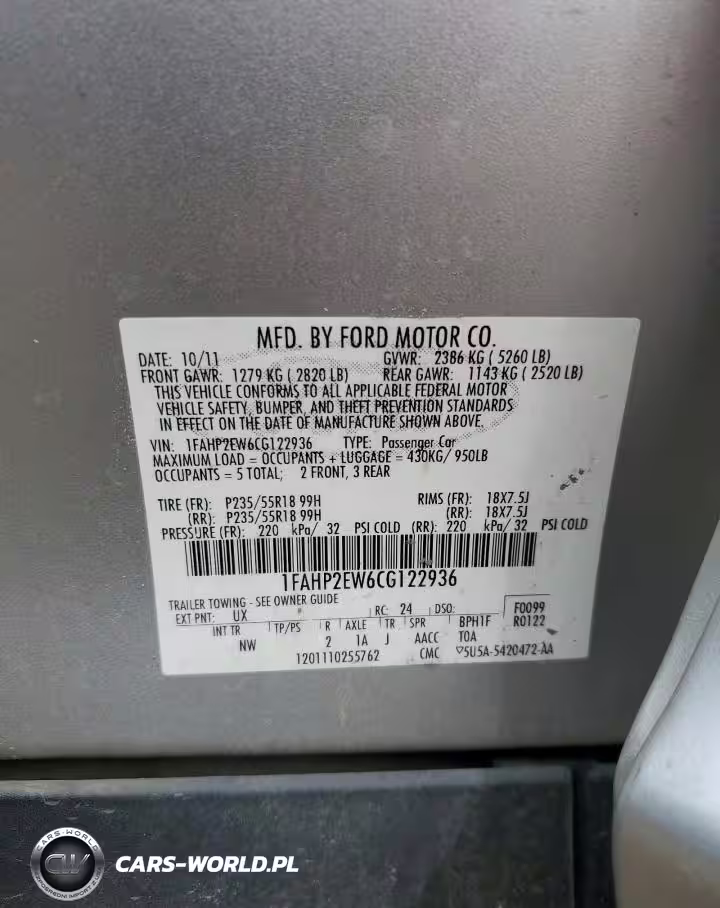 MFD. BY FORD MOTOR CO.
DATE: 10/11 GVWR: 2386 KG ( 5260 LB)
FRONT GAWR: 1279 KG ( 2820 LB) REAR GAWR: 1143 KG ( 2520 LB)
THIS VEHICLE CONFORMS TO ALL APPLICABLE FEDERAL MOTOR
VEHICLE SAFETY, BUMPER, AND THEFT PREVENTION STANDARDS
IN EFFECT ON THE DATE OF MANUFACTURE SHOWN ABOVE.
VIN: 1FAHP2EW6CG122936 TYPE: Passenger Car
MAXIMUM LOAD = OCCUPANTS + LUGGAGE = 430KG/ 950LB
OCCUPANTS = 5 TOTAL; 2 FRONT, 3 REAR
TIRE (FR): P235/55R18 99H RIMS (FR): 18X7.5J
(RR): P235/55R18 99H (RR): 18X7.5J
PRESSURE (FR): 220 kPa/ 32 PSI COLD (RR): 220 kPa/ 32 PSI COLD
1FAHP2EW6CG122936
TRAILER TOWING - SEE OWNER GUIDE
EXT PNT: UX RC: 24 DSO: F0099
INT TR TP/PS R AXLE TR SPR BPH1F R0122
NW 2 1A J AACC T0A
1201110255762 CMC ▽5U5A-5420472-AA
CARS-WORLD
CW
CARS-WORLD.PL